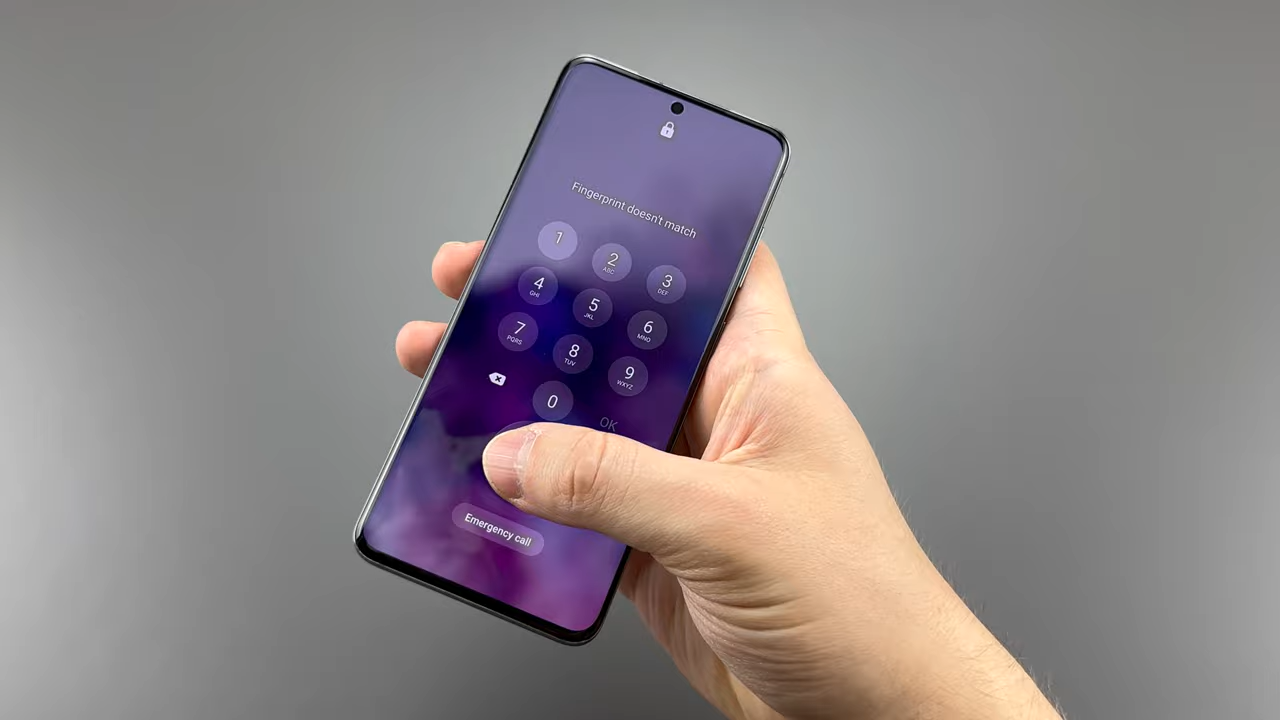 Fingerprint doesn't match
1
2
ABC
3
DEF
4
GHI
5
JKL
6
MNO
7
PQRS
8
TUV
9
WXYZ
0
OK
Emergency call